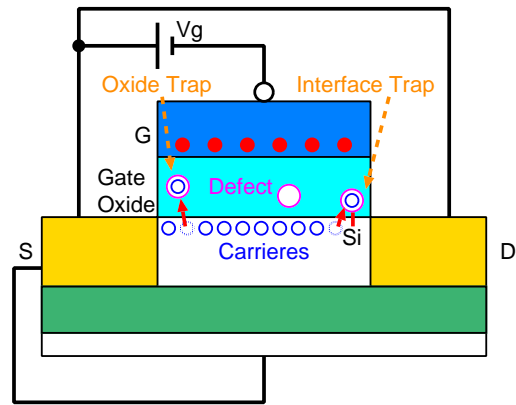 Vg
Oxide Trap
Interface Trap
G
Gate
Oxide
Defect
S
Si
Carrieres
D